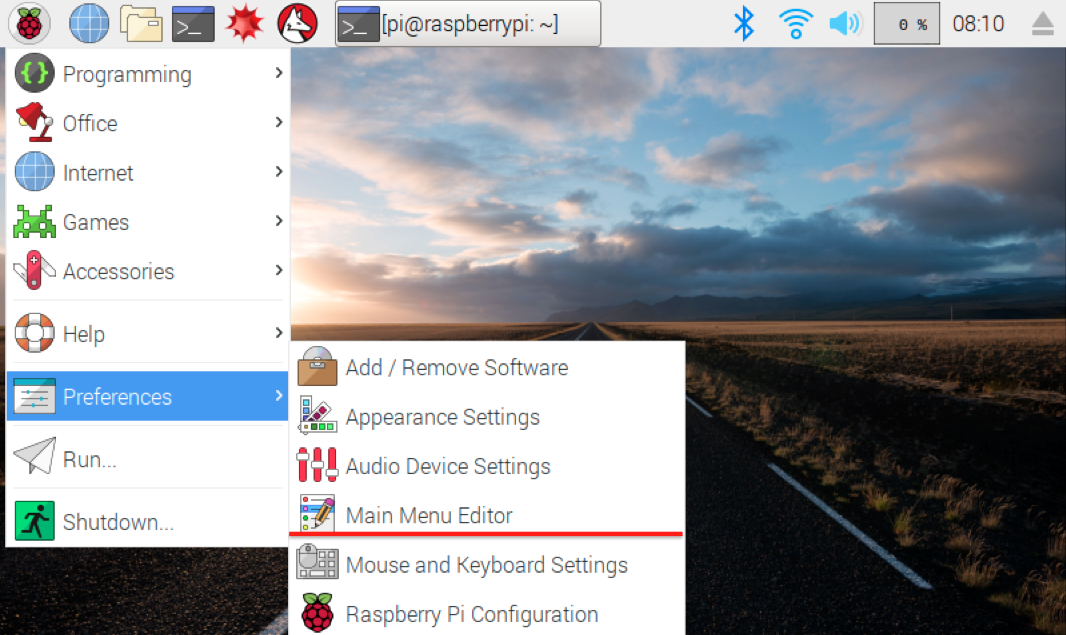 [pi@raspberrypi: ~]
0 %
08:10
Programming
Office
Internet
Games
Accessories
Help
Preferences
Run...
Shutdown...
Add / Remove Software
Appearance Settings
Audio Device Settings
Main Menu Editor
Mouse and Keyboard Settings
Raspberry Pi Configuration